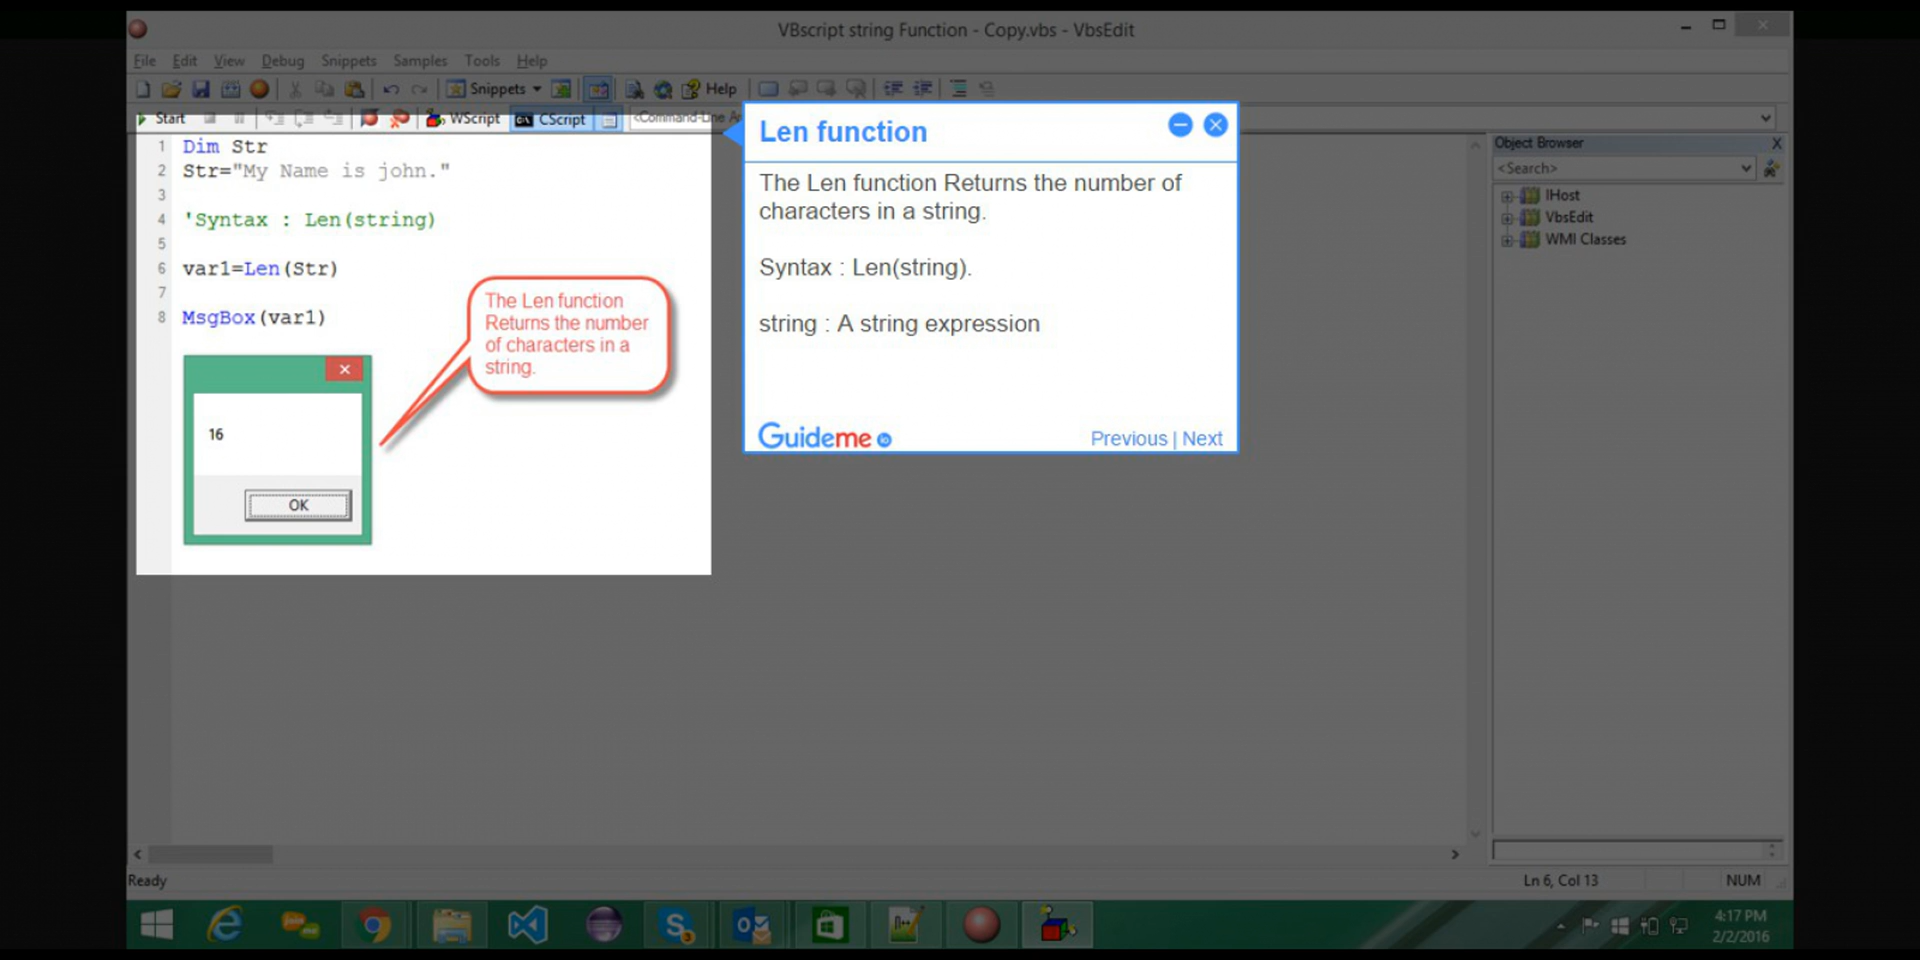 VBscript string Function - Copy.vbs - VbsEdit
File Edit View Debug Snippets Samples Tools Help
Snippets Help
Start WScript CScript <Command-Line
1 Dim Str
2 Str="My Name is john."
3
4 'Syntax : Len(string)
5
6 var1=Len(Str)
7
8 MsgBox(var1)
The Len function
Returns the number
of characters in a
string.
16
OK
Len function
The Len function Returns the number of
characters in a string.
Syntax : Len(string).
string : A string expression
Guideme io
Previous | Next
Object Browser X
<Search>
IHost
VbsEdit
WMI Classes
Ready
Ln 6, Col 13 NUM
4:17 PM
2/2/2016